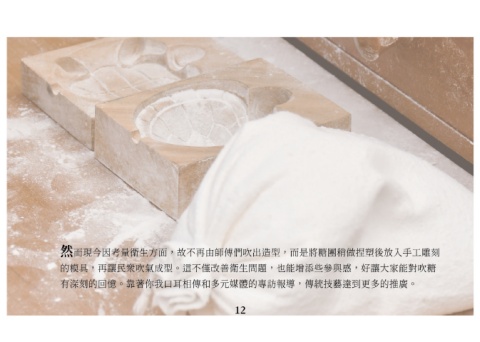 然而現今因考量衛生方面，故不再由師傅們吹出造型，而是將糖團稍做捏塑後放入手工雕刻
的模具，再讓民眾吹氣成型。這不僅改善衛生問題，也能增添些參與感，好讓大家能對吹糖
有深刻的回憶。靠著你我口耳相傳和多元媒體的專訪報導，傳統技藝達到更多的推廣。
12